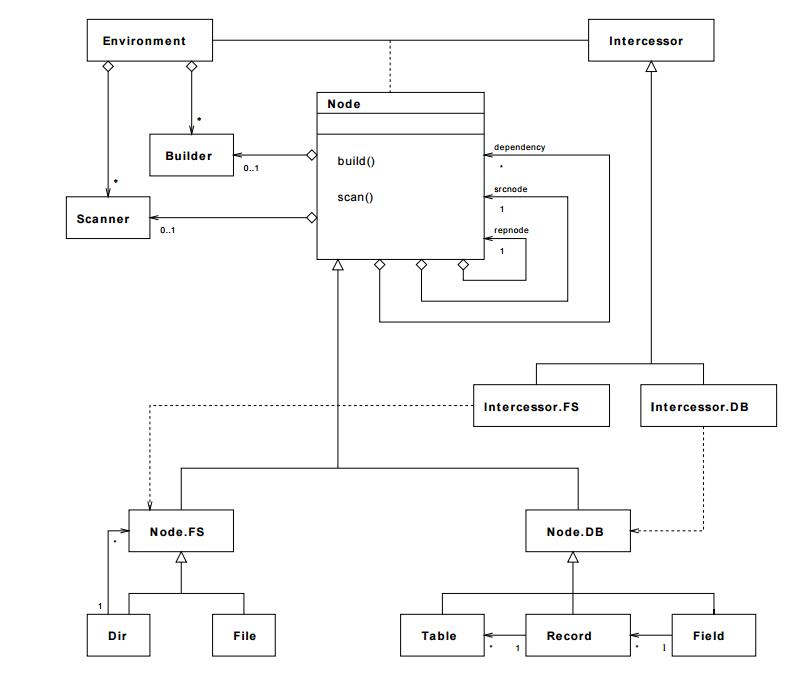 Environment
Intercessor
Node
*
Builder
0..1
build()
dependency
*
scan()
srcnode
1
*
Scanner
0..1
repnode
1
Intercessor.FS
Intercessor.DB
Node.FS
*
Node.DB
1
Dir
File
Table
*
1
Record
*
1
Field